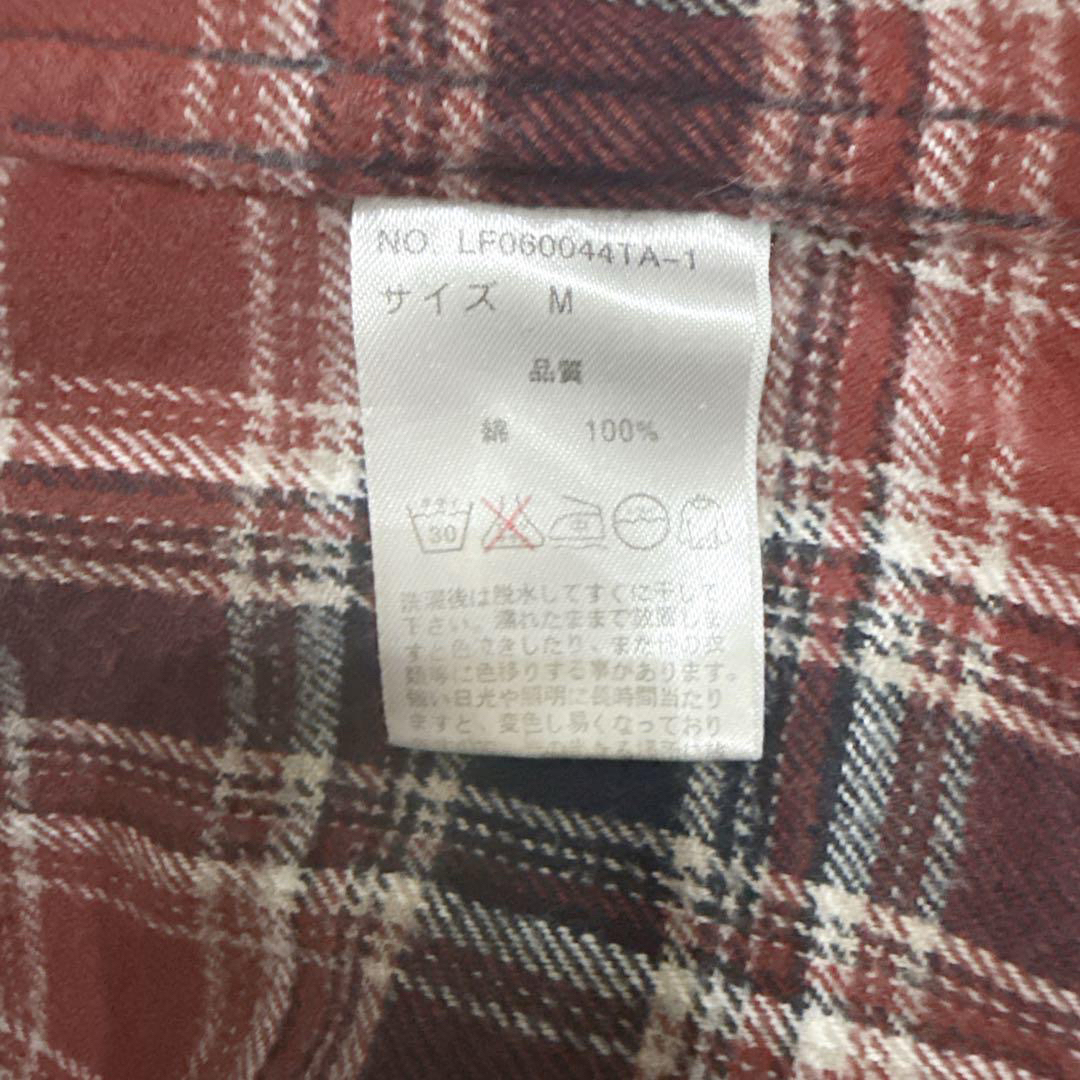 NO. LF060044TA-1
サイズ M
品質
綿 100%
30
洗濯後は脱水してすぐに干して
下さい。濡れたままで放置しま
すと色泣きしたり、また他の衣
類等に色移りする事があります。
強い日光や照明に長時間当たり
ますと、変色し易くなっており